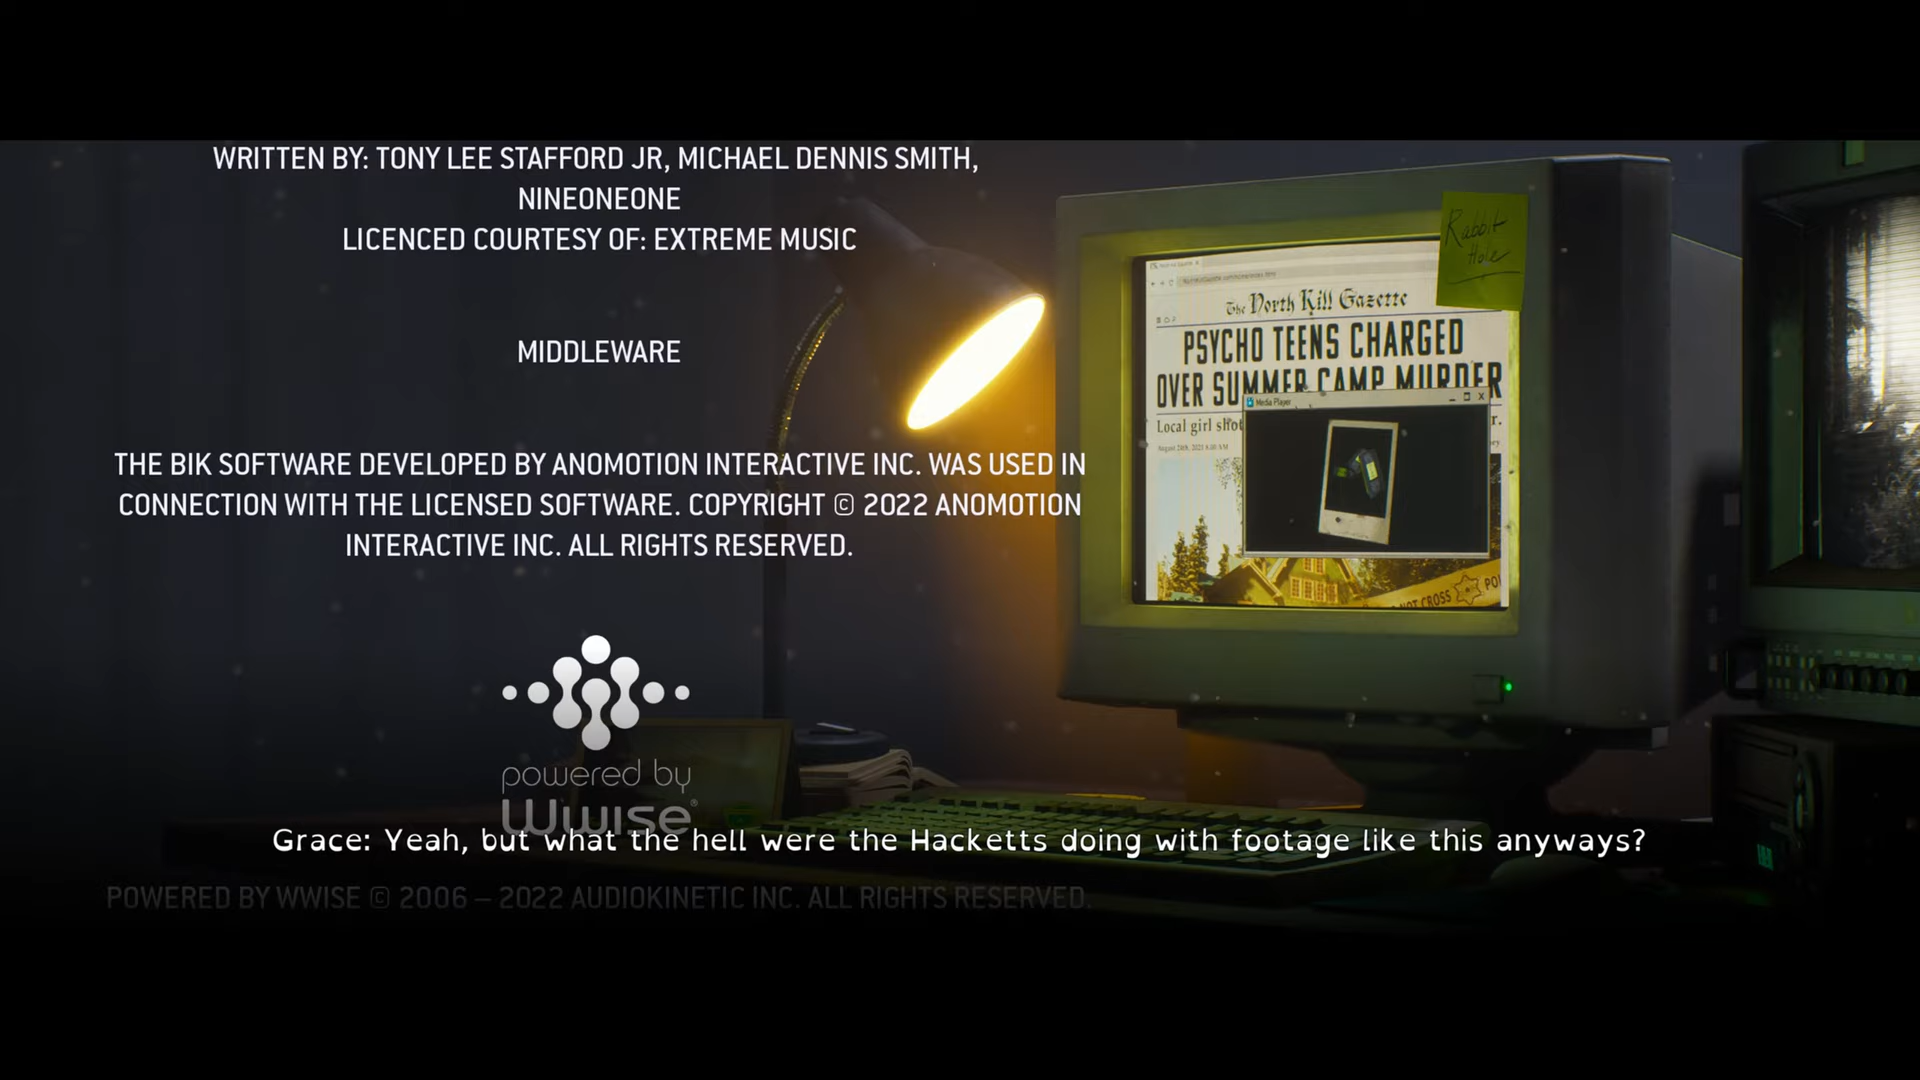 WRITTEN BY: TONY LEE STAFFORD JR, MICHAEL DENNIS SMITH,
NINEONEONE
LICENCED COURTESY OF: EXTREME MUSIC
MIDDLEWARE
THE BIK SOFTWARE DEVELOPED BY ANOMOTION INTERACTIVE INC. WAS USED IN
CONNECTION WITH THE LICENSED SOFTWARE. COPYRIGHT © 2022 ANOMOTION
INTERACTIVE INC. ALL RIGHTS RESERVED.
powered by
Wwise®
Grace: Yeah, but what the hell were the Hacketts doing with footage like this anyways?
POWERED BY WWISE © 2006 – 2022 AUDIOKINETIC INC. ALL RIGHTS RESERVED.
Rabbit
Hole
The North Kill Gazette
PSYCHO TEENS CHARGED
OVER SUMMER CAMP MURDER
Media Player
Local girl shot
NOT CROSS